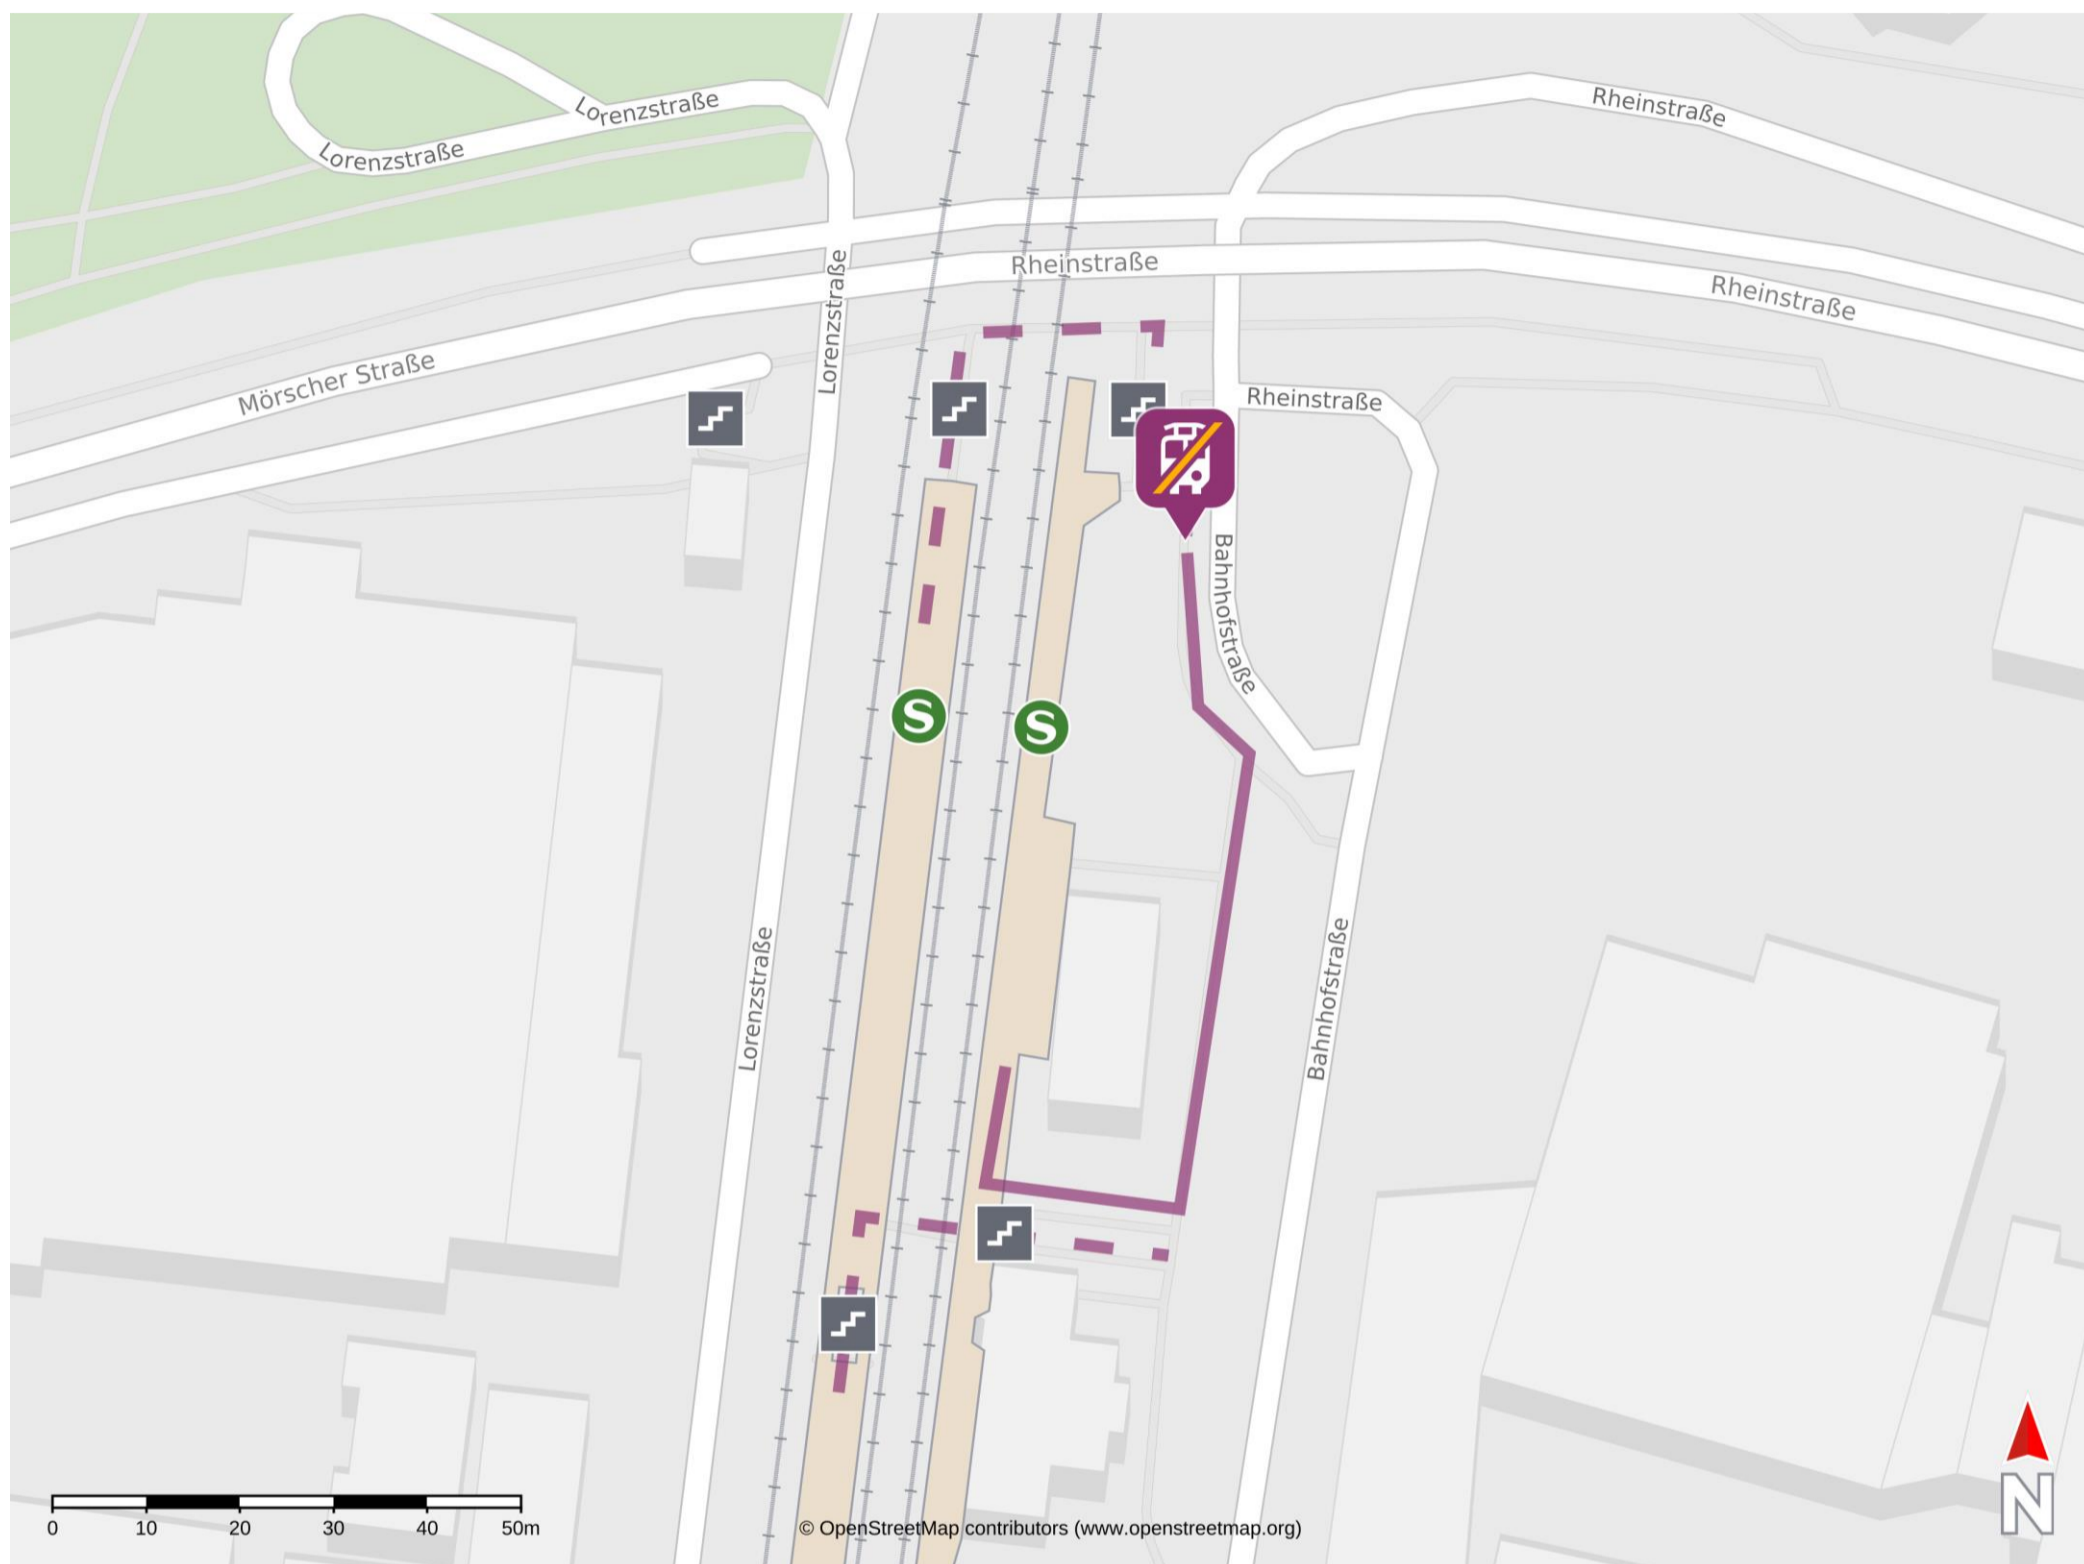 Lorenzstraße
Rheinstraße
Lorenzstraße
Rheinstraße
Rheinstraße
Lorenzstraße
Mörscher Straße
Rheinstraße
S
S
Bahnhofstraße
Lorenzstraße
Bahnhofstraße
N
0 10 20 30 40 50m
© OpenStreetMap contributors (www.openstreetmap.org)